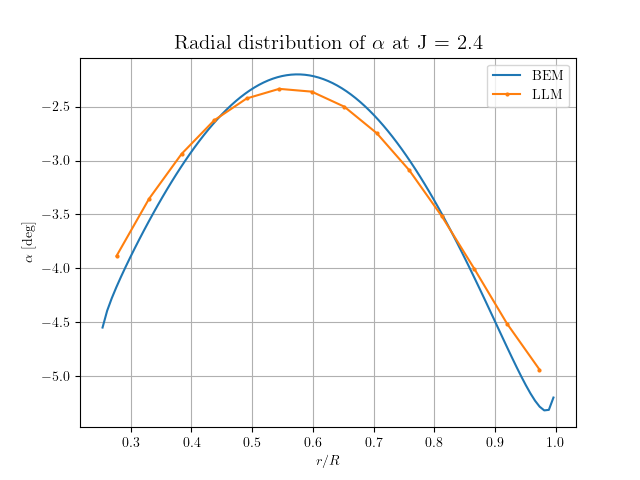 Radial distribution of α at J = 2.4
BEM
LLM
−2.5
−3.0
−3.5
−4.0
−4.5
−5.0
α [deg]
0.3 0.4 0.5 0.6 0.7 0.8 0.9 1.0
r/R